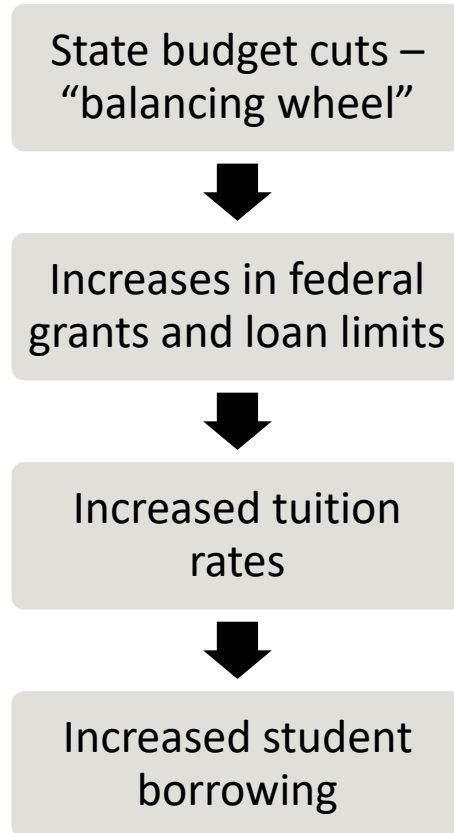 State budget cuts –
“balancing wheel”
Increases in federal
grants and loan limits
Increased tuition
rates
Increased student
borrowing